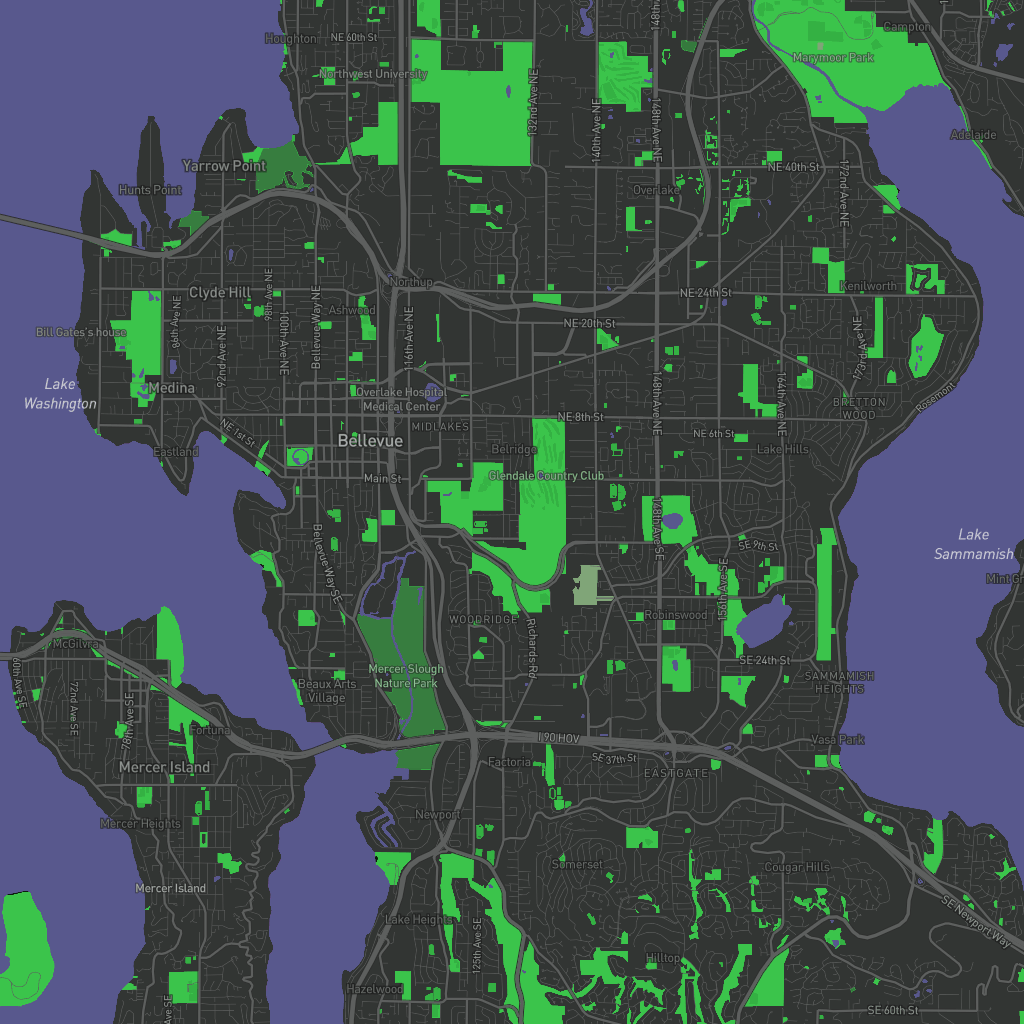 Houghton
NE 60th St
148th
Campton
Marymoor Park
Northwest University
132nd Ave NE
140th Ave NE
148th Ave NE
Adelaide
Yarrow Point
NE 40th St
172nd Ave NE
Hunts Point
Overlake
Northup
Kenilworth
Clyde Hill
98th Ave NE
NE 24th St
86th Ave NE
Ashwood
Bellevue Way NE
100th Ave NE
116th Ave NE
NE 20th St
Bill Gates's house
92nd Ave NE
173rd Ave NE
Lake
Washington
Medina
Overlake Hospital
Medical Center
148th Ave NE
164th Ave NE
BRETTON
WOOD
Rosemont
NE 8th St
NE 1st St
Bellevue
MIDLAKES
NE 6th St
Eastland
Belridge
Lake Hills
Main St
Glendale Country Club
148th Ave SE
Lake
Sammamish
SE 9th St
Bellevue Way SE
156th Ave SE
Mint G
WOODRIDGE
Robinswood
McGilvra
Richards Rd
60th Ave SE
Mercer Slough
Nature Park
SE 24th St
SAMMAMISH
HEIGHTS
Beaux Arts
Village
72nd Ave SE
78th Ave SE
Fortuna
I 90 HOV
Vasa Park
Mercer Island
Factoria
SE 37th St
EASTGATE
Mercer Heights
Newport
Somerset
Cougar Hills
Mercer Island
Lake Heights
SE Newport Way
125th Ave SE
Hilltop
Hazelwood
Ave SE
SE 60th St